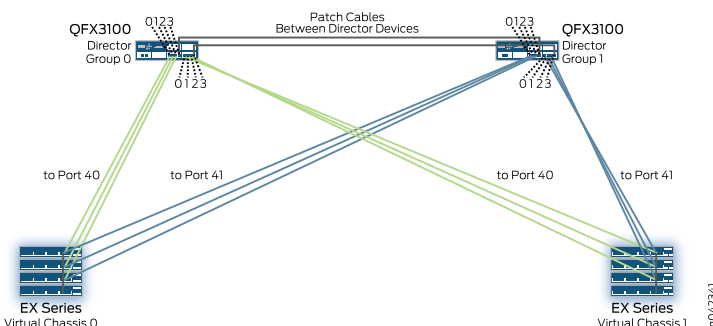 Patch Cables
Between Director Devices
QFX3100
Director
Group 0
0123
0123
0123
QFX3100
Director
Group 1
0123
to Port 40
to Port 41
to Port 40
to Port 41
EX Series
Virtual Chassis 0
EX Series
Virtual Chassis 1